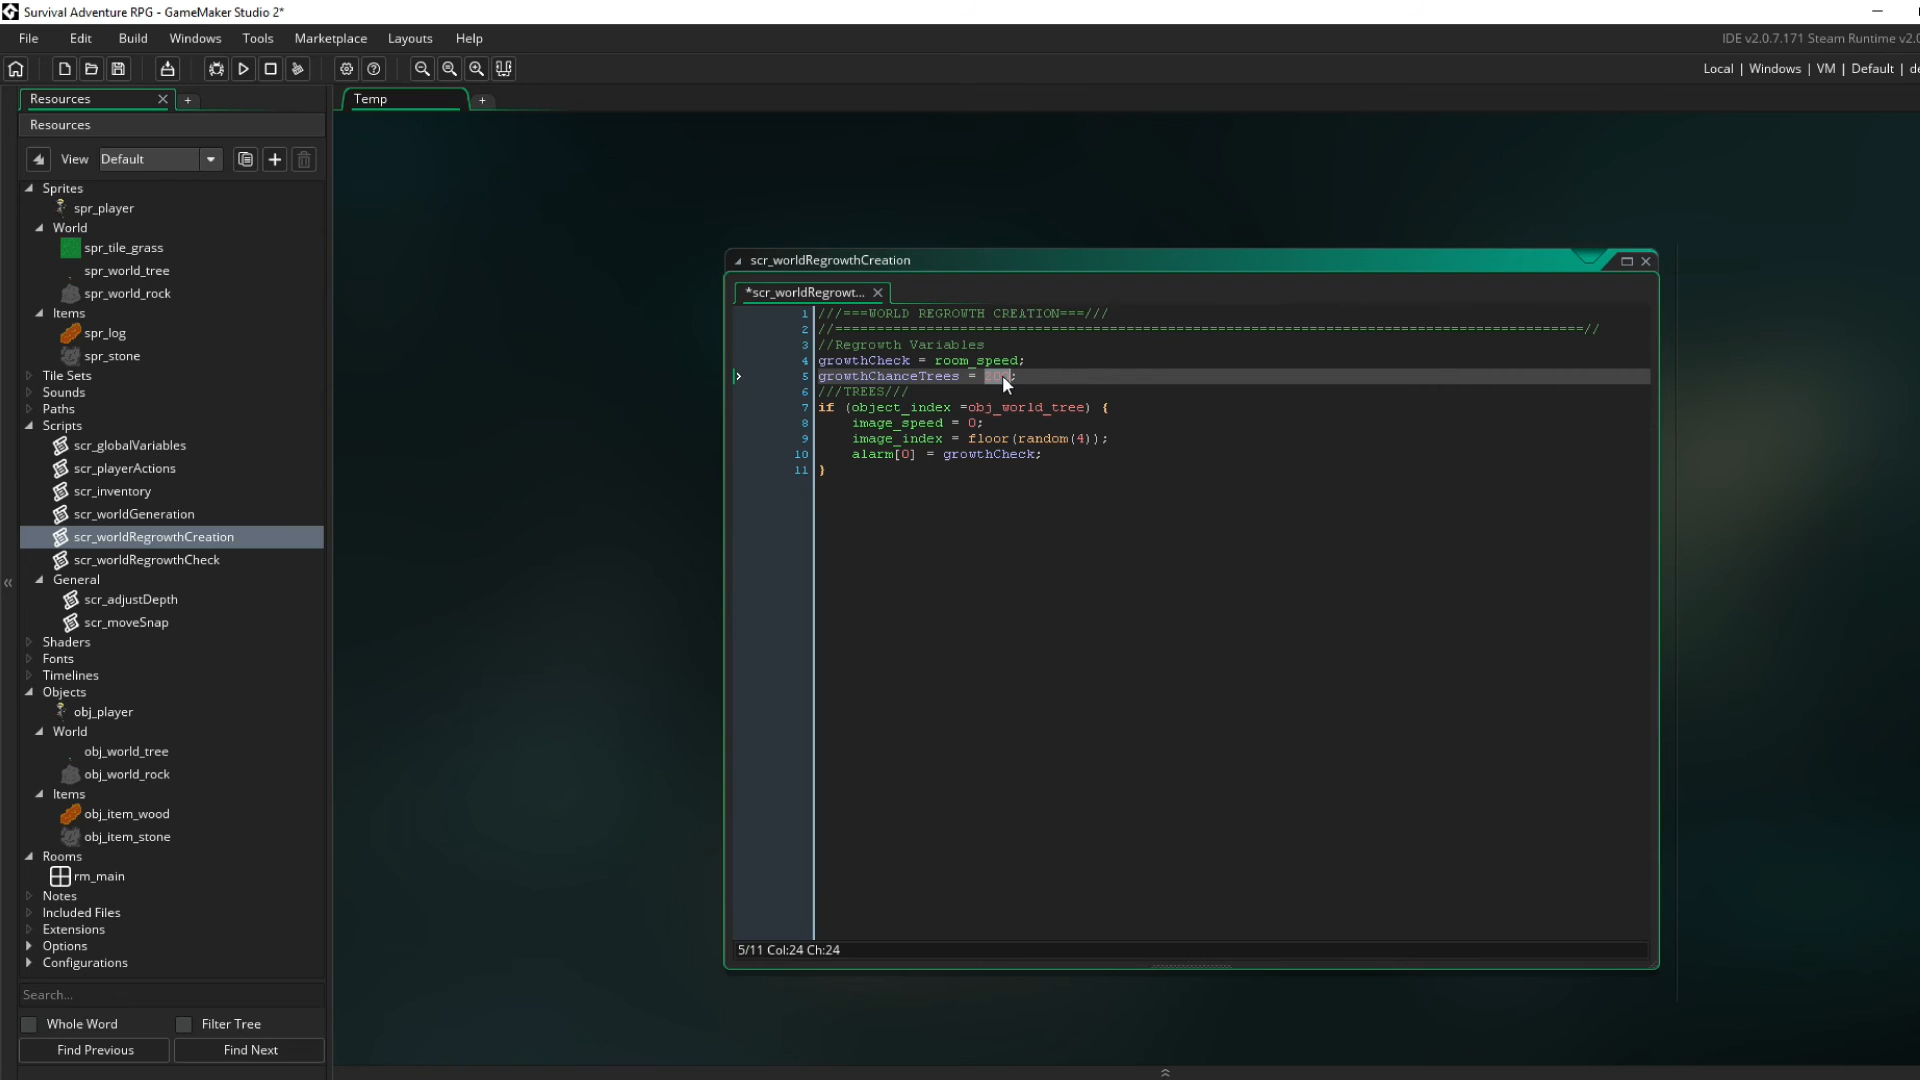 Survival Adventure RPG - GameMaker Studio 2*
File Edit Build Windows Tools Marketplace Layouts Help
IDE v2.0.7.171 Steam Runtime v2.0
Local | Windows | VM | Default | de
Resources
Temp
Resources
View Default
Sprites
spr_player
World
spr_tile_grass
spr_world_tree
spr_world_rock
Items
spr_log
spr_stone
Tile Sets
Sounds
Paths
Scripts
scr_globalVariables
scr_playerActions
scr_inventory
scr_worldGeneration
scr_worldRegrowthCreation
scr_worldRegrowthCheck
General
scr_adjustDepth
scr_moveSnap
Shaders
Fonts
Timelines
Objects
obj_player
World
obj_world_tree
obj_world_rock
Items
obj_item_wood
obj_item_stone
Rooms
rm_main
Notes
Included Files
Extensions
Options
Configurations
Search...
Whole Word Filter Tree
Find Previous Find Next
scr_worldRegrowthCreation
*scr_worldRegrowt...
1 ///===WORLD REGROWTH CREATION===///
2 //==========================================================================================//
3 //Regrowth Variables
4 growthCheck = room_speed;
5 growthChanceTrees = ;
6 ///TREES///
7 if (object_index =obj_world_tree) {
8 image_speed = 0;
9 image_index = floor(random(4));
10 alarm[0] = growthCheck;
11 }
5/11 Col:24 Ch:24